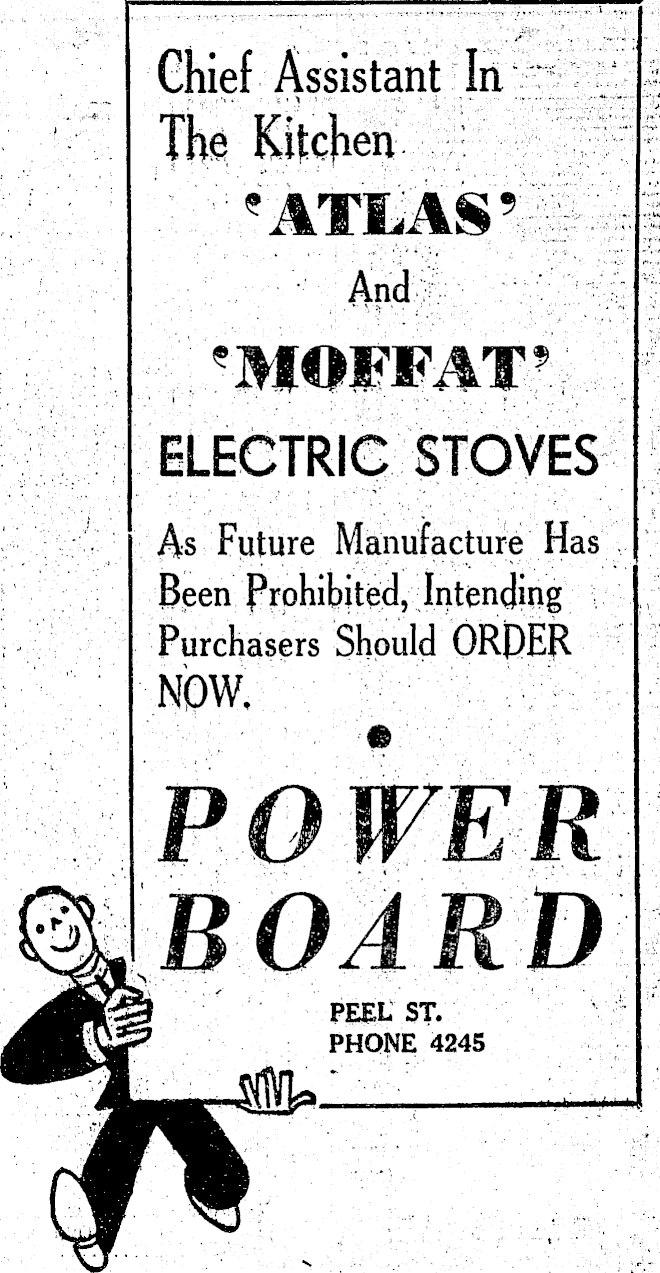 Chief Assistant In
The Kitchen
‘ATLAS’
And
‘MOFFAT’
ELECTRIC STOVES
As Future Manufacture Has
Been Prohibited, Intending
Purchasers Should ORDER
NOW.
POWER
BOARD
PEEL ST.
PHONE 4245